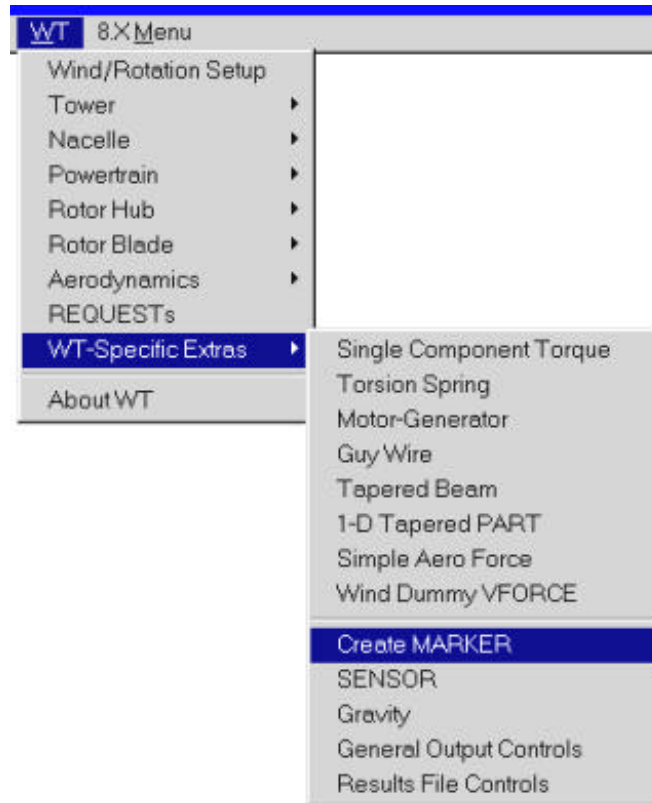 WT 8.X Menu
Wind/Rotation Setup
Tower
Nacelle
Powertrain
Rotor Hub
Rotor Blade
Aerodynamics
REQUESTs
WT-Specific Extras
About WT
Single Component Torque
Torsion Spring
Motor-Generator
Guy Wire
Tapered Beam
1-D Tapered PART
Simple Aero Force
Wind Dummy VFORCE
Create MARKER
SENSOR
Gravity
General Output Controls
Results File Controls